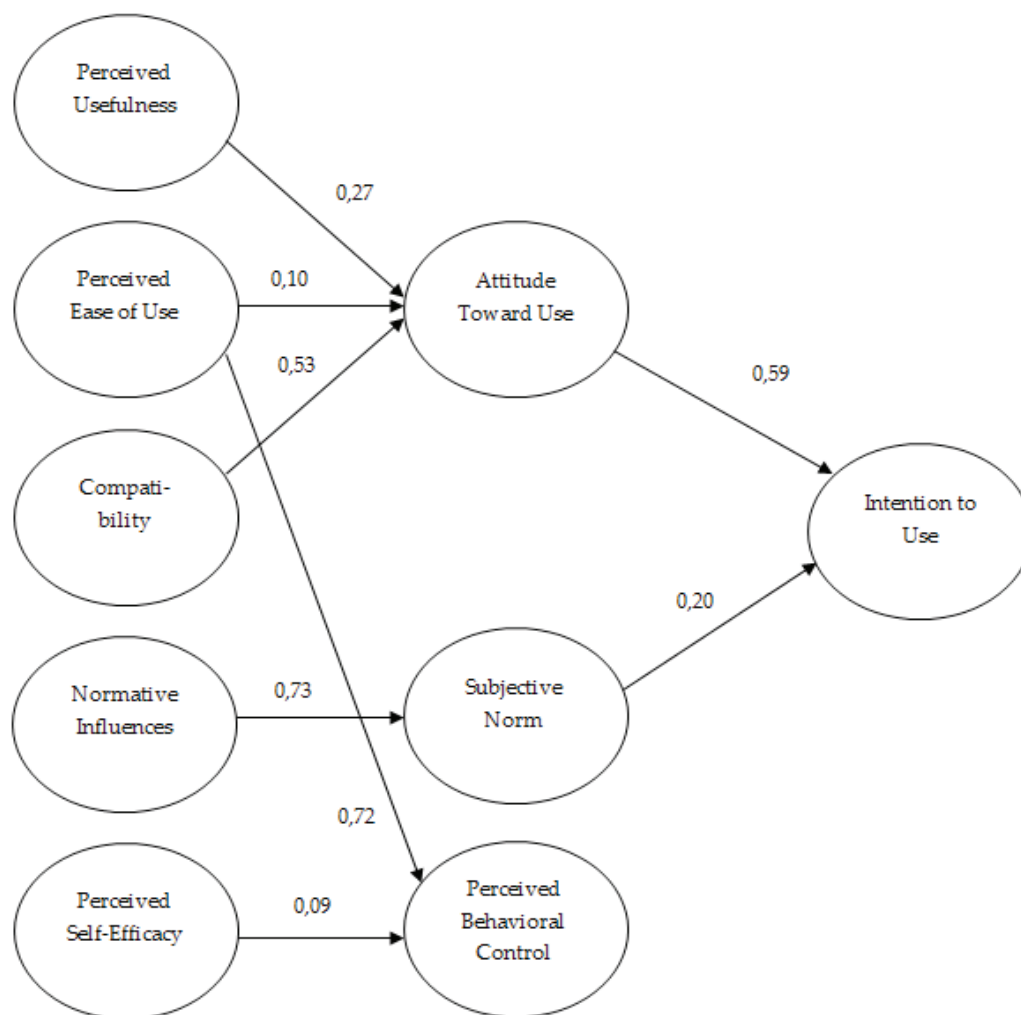 Perceived
Usefulness
0,27
Perceived
Ease of Use
0,10
Attitude
Toward Use
0,53
0,59
Compati-
bility
Intention to
Use
0,20
Normative
Influences
0,73
Subjective
Norm
0,72
Perceived
Self-Efficacy
0,09
Perceived
Behavioral
Control